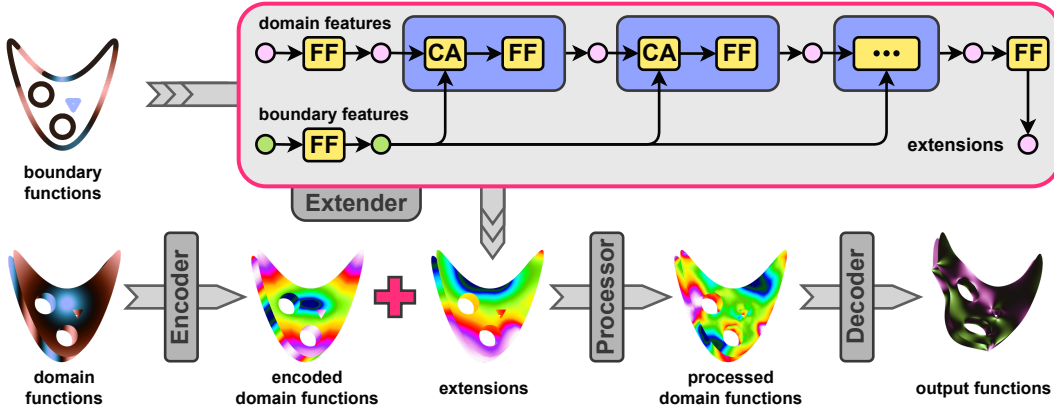 domain features
FF
CA
FF
CA
FF
•••
FF
boundary features
FF
extensions
boundary
functions
Extender
Encoder
Processor
Decoder
domain
functions
encoded
domain functions
extensions
processed
domain functions
output functions